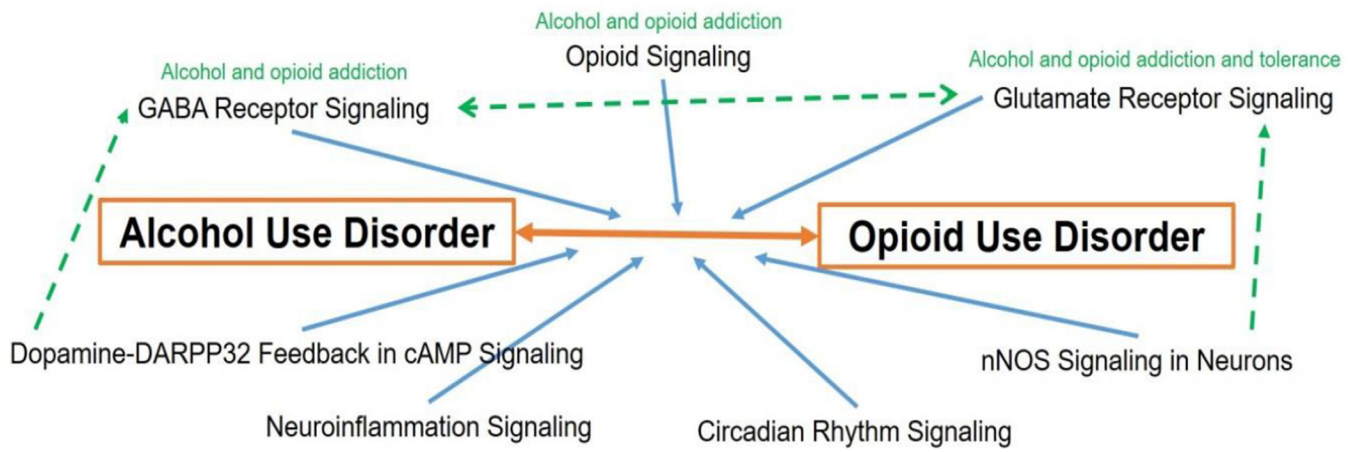 Alcohol and opioid addiction
Opioid Signaling
Alcohol and opioid addiction
GABA Receptor Signaling
Alcohol and opioid addiction and tolerance
Glutamate Receptor Signaling
Alcohol Use Disorder
Opioid Use Disorder
Dopamine-DARPP32 Feedback in cAMP Signaling
nNOS Signaling in Neurons
Neuroinflammation Signaling
Circadian Rhythm Signaling